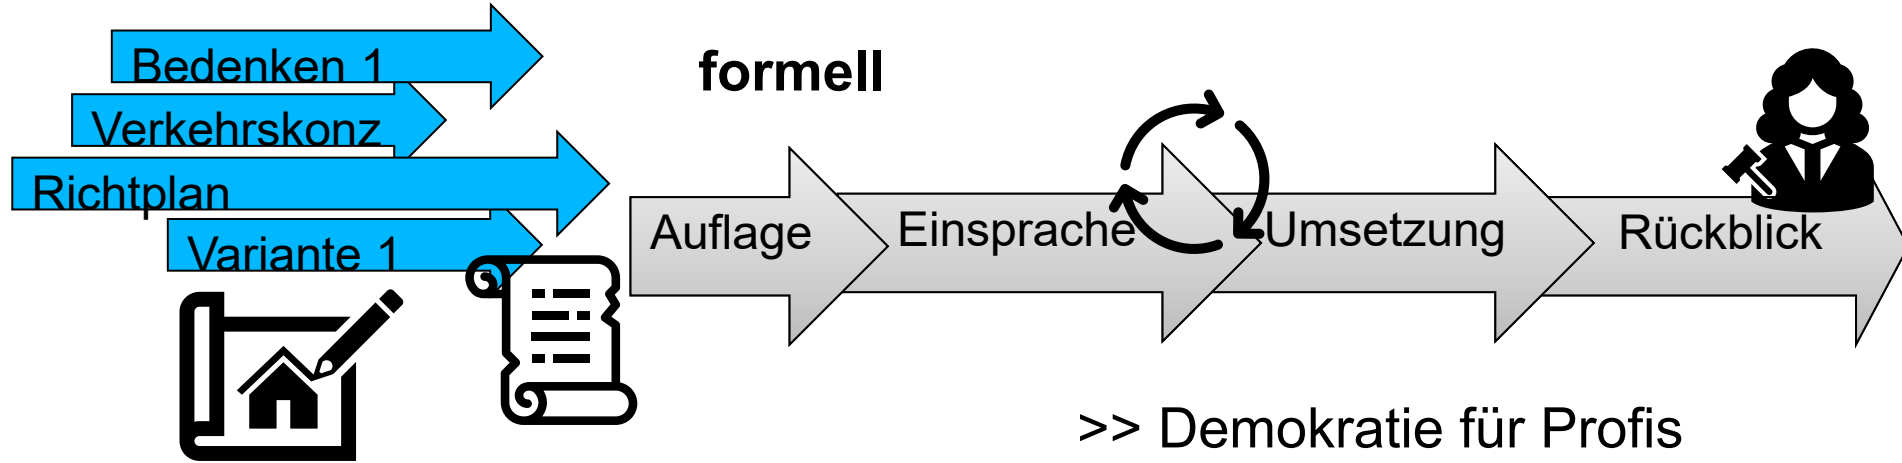 Bedenken 1
Verkehrskonz
Richtplan
Variante 1
formell
Auflage
Einsprache
Umsetzung
Rückblick
>> Demokratie für Profis